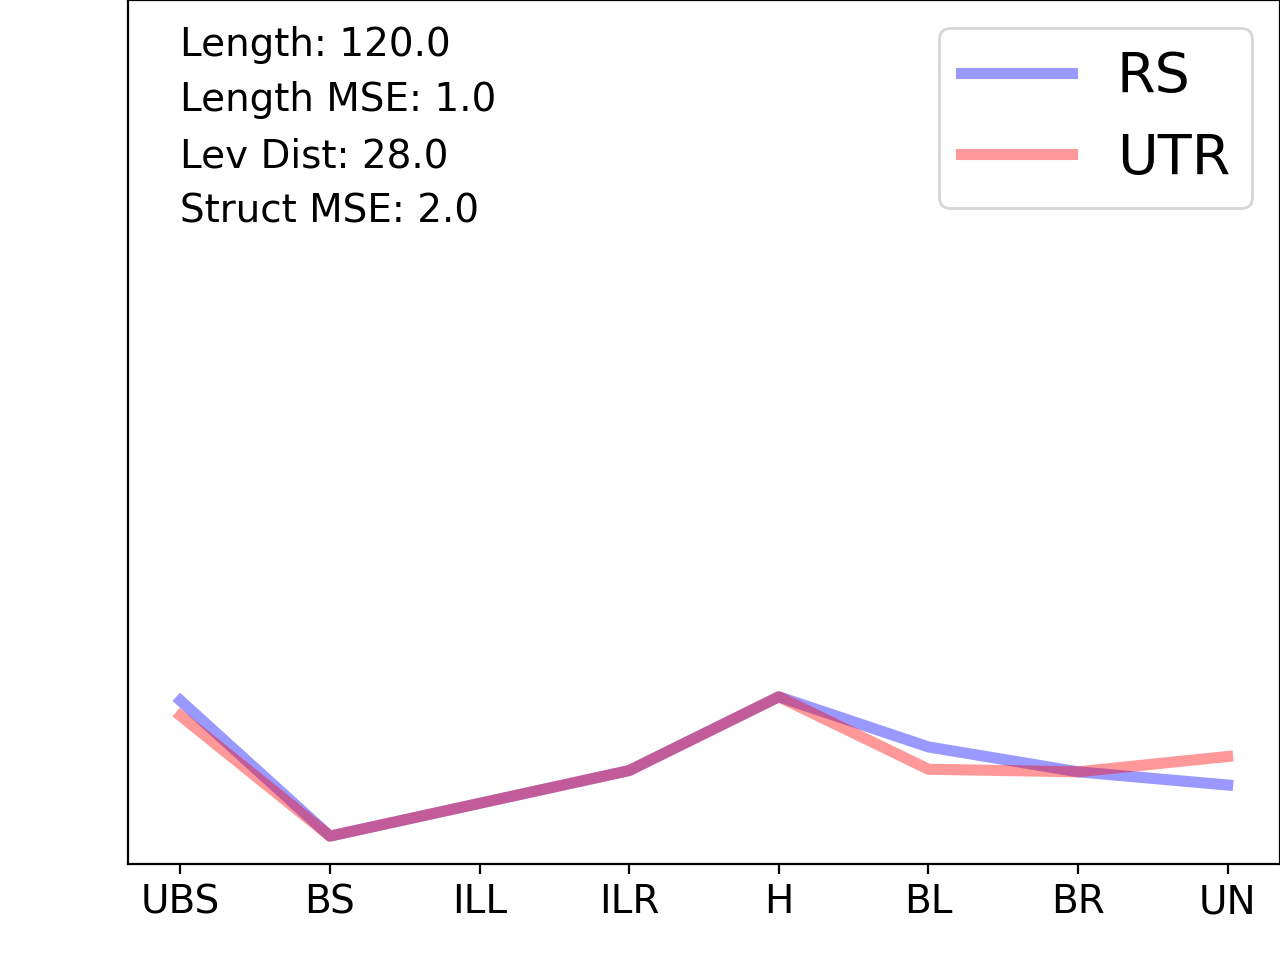 Length: 120.0
Length MSE: 1.0
Lev Dist: 28.0
Struct MSE: 2.0
RS
UTR
UBS BS ILL ILR H BL BR UN